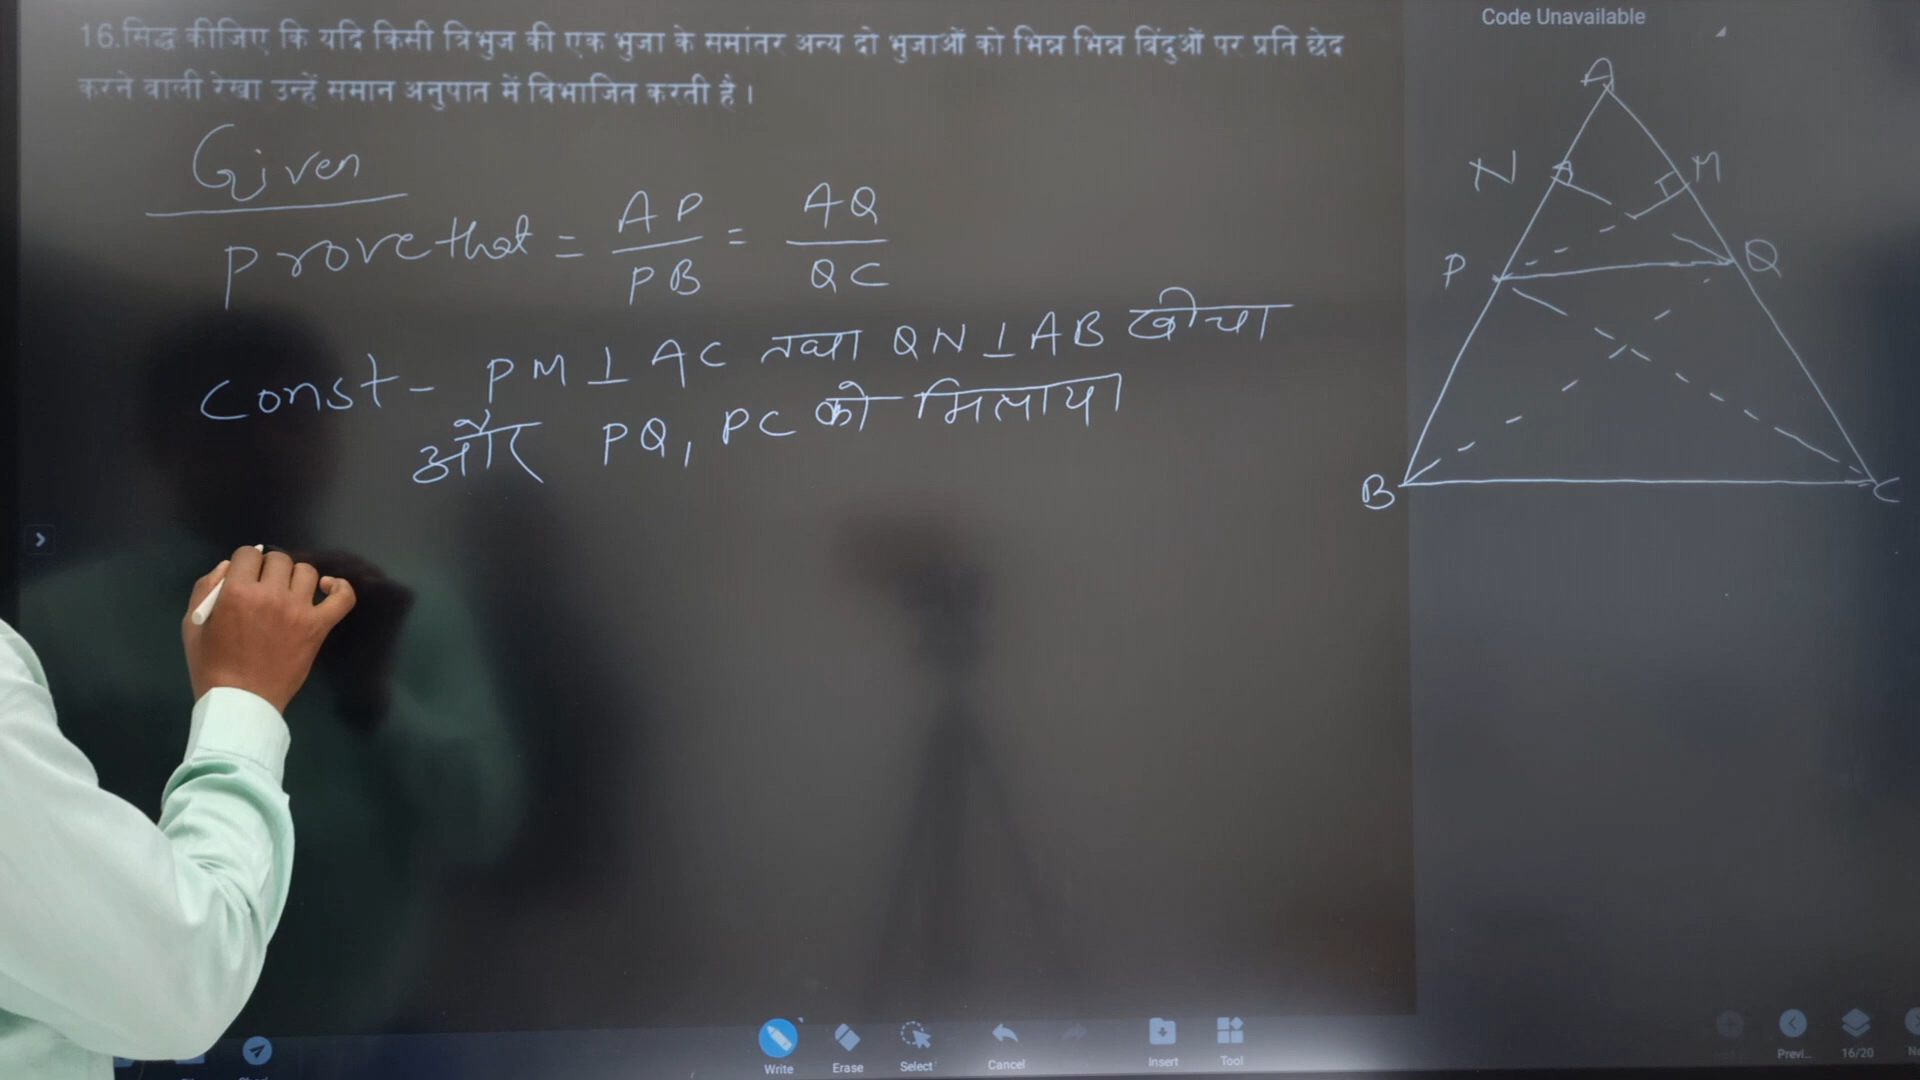 16.सिद्ध कीजिए कि यदि किसी त्रिभुज की एक भुजा के समांतर अन्य दो भुजाओं को भिन्न भिन्न बिंदुओं पर प्रति छेद
करने वाली रेखा उन्हें समान अनुपात में विभाजित करती है ।
Code Unavailable
Given
prove that = AP/PB = AQ/QC
Const - PM ⊥ AC तथा QN ⊥ AB खींचा
और PQ, PC को मिलाया
A
N
M
P
Q
B
C
Write
Erase
Select
Cancel
Insert
Tool
Previ...
16/20